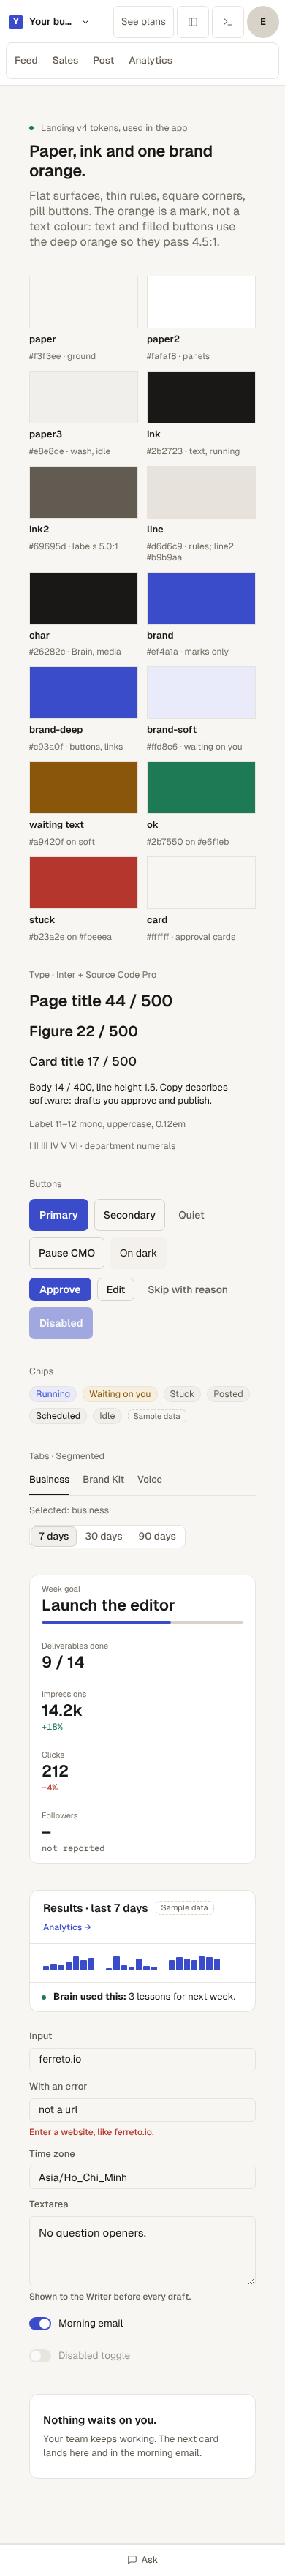 Y Your bu... See plans E
Feed Sales Post Analytics
Landing v4 tokens, used in the app
Paper, ink and one brand
orange.
Flat surfaces, thin rules, square corners,
pill buttons. The orange is a mark, not a
text colour: text and filled buttons use
the deep orange so they pass 4.5:1.
paper
#f3f3ee · ground
paper2
#fafaf8 · panels
paper3
#e8e8de · wash, idle
ink
#2b2723 · text, running
ink2
#69695d · labels 5.0:1
line
#d6d6c9 · rules; line2
#b9b9aa
char
#26282c · Brain, media
brand
#ef4a1a · marks only
brand-deep
#c93a0f · buttons, links
brand-soft
#ffd8c6 · waiting on you
waiting text
#a9420f on soft
ok
#2b7550 on #e6f1eb
stuck
#b23a2e on #fbeeea
card
#ffffff · approval cards
Type · Inter + Source Code Pro
Page title 44 / 500
Figure 22 / 500
Card title 17 / 500
Body 14 / 400, line height 1.5. Copy describes
software: drafts you approve and publish.
Label 11–12 mono, uppercase, 0.12em
I II III IV V VI · department numerals
Buttons
Primary Secondary Quiet
Pause CMO On dark
Approve Edit Skip with reason
Disabled
Chips
Running Waiting on you Stuck Posted
Scheduled Idle Sample data
Tabs · Segmented
Business Brand Kit Voice
Selected: business
7 days 30 days 90 days
Week goal
Launch the editor
Deliverables done
9 / 14
Impressions
14.2k
+18%
Clicks
212
−4%
Followers
–
not reported
Results · last 7 days Sample data
Analytics →
Brain used this: 3 lessons for next week.
Input
ferreto.io
With an error
not a url
Enter a website, like ferreto.io.
Time zone
Asia/Ho_Chi_Minh
Textarea
No question openers.
Shown to the Writer before every draft.
Morning email
Disabled toggle
Nothing waits on you.
Your team keeps working. The next card
lands here and in the morning email.
Ask